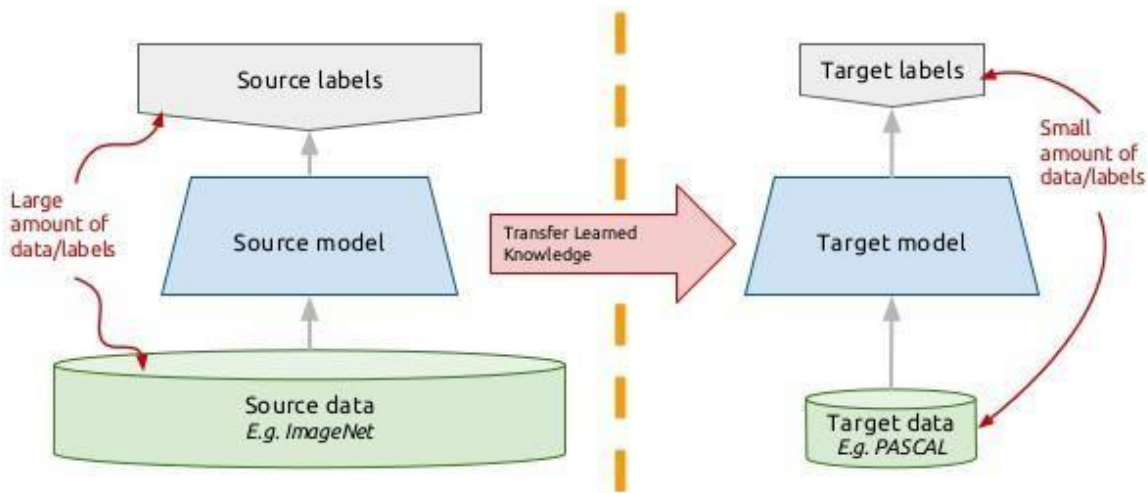 Source labels
Large
amount of
data/labels
Source model
Source data
E.g. ImageNet
Transfer Learned
Knowledge
Target labels
Small
amount of
data/labels
Target model
Target data
E.g. PASCAL